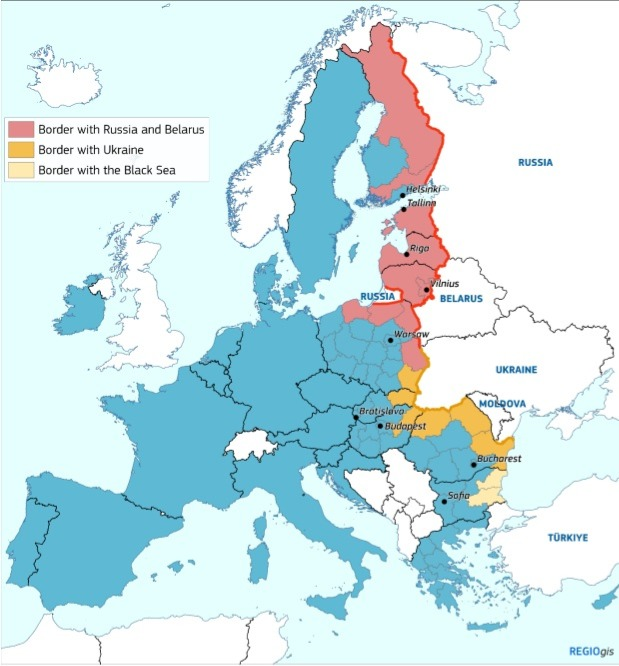 Border with Russia and Belarus
Border with Ukraine
Border with the Black Sea
RUSSIA
Helsinki
Tallinn
Riga
Vilnius
RUSSIA
BELARUS
Warsaw
UKRAINE
MOLDOVA
Bratislava
Budapest
Bucharest
Sofia
TÜRKIYE
REGIOgis